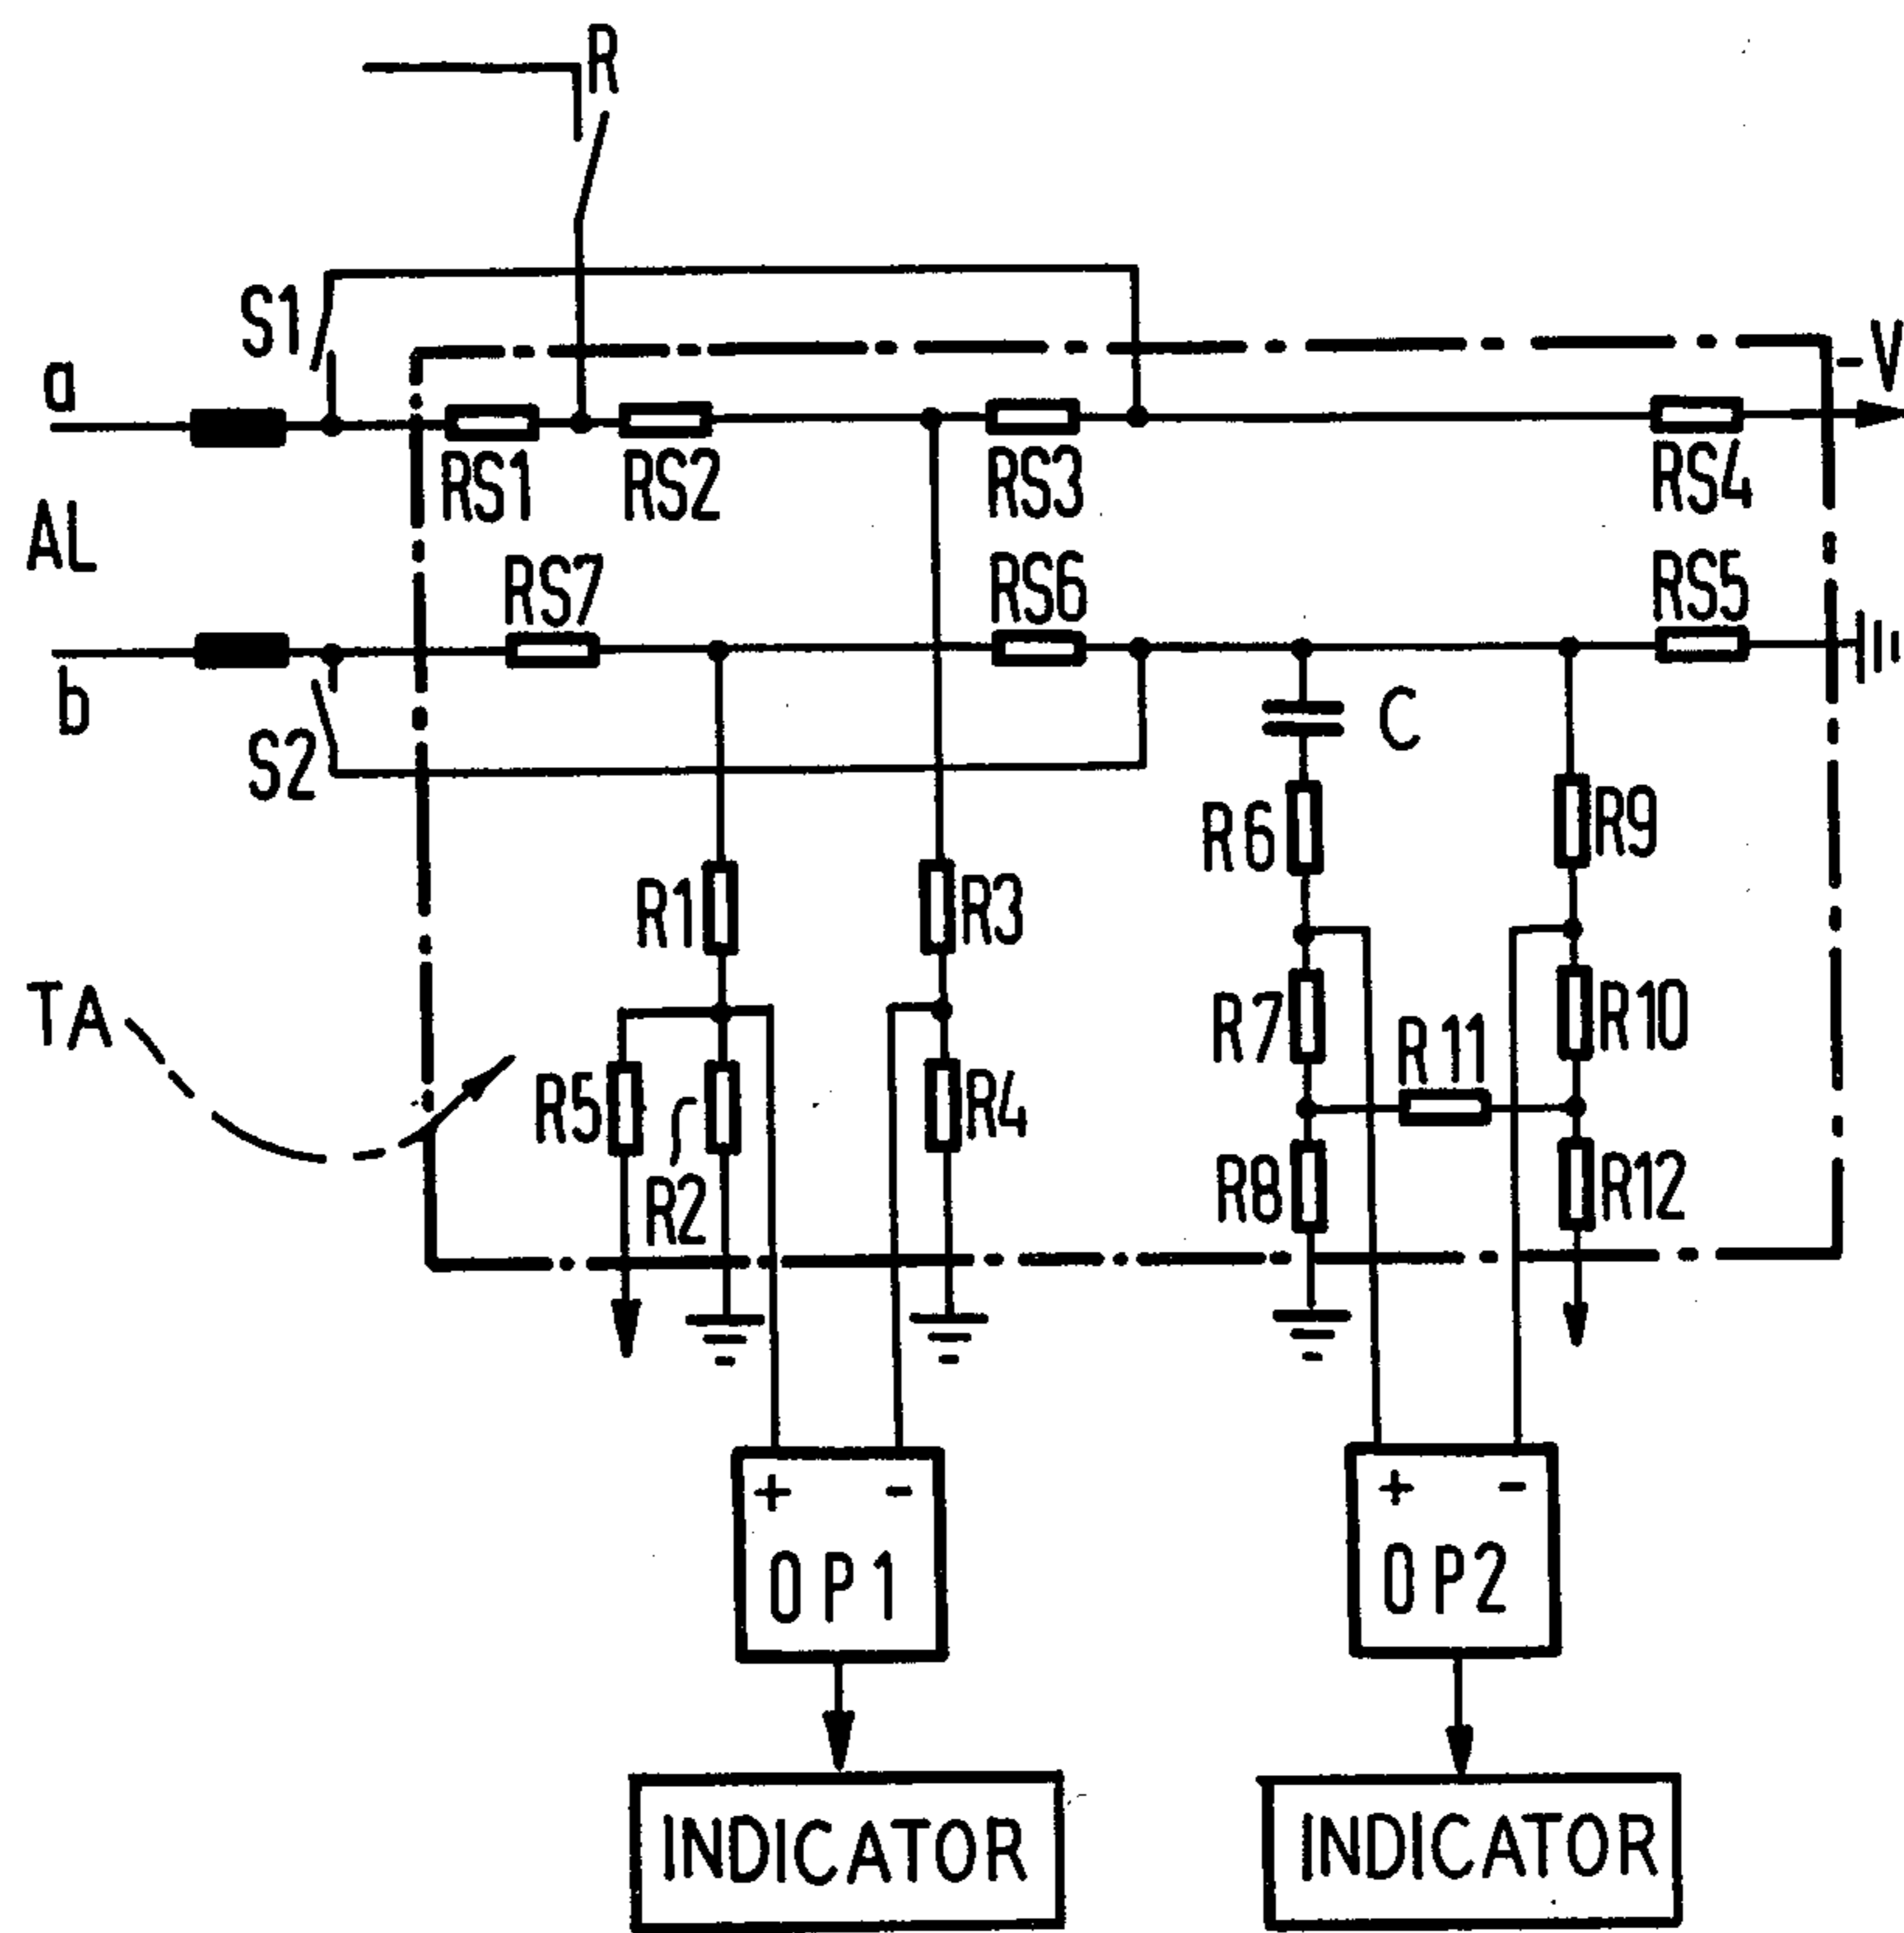 R
S1
-V
a
RS1
RS2
RS3
RS4
AL
RS7
RS6
RS5
b
S2
C
R6
R9
R1
R3
TA
R7
R11
R10
R5
R2
R4
R8
R12
+ -
OP1
+ -
OP2
INDICATOR
INDICATOR